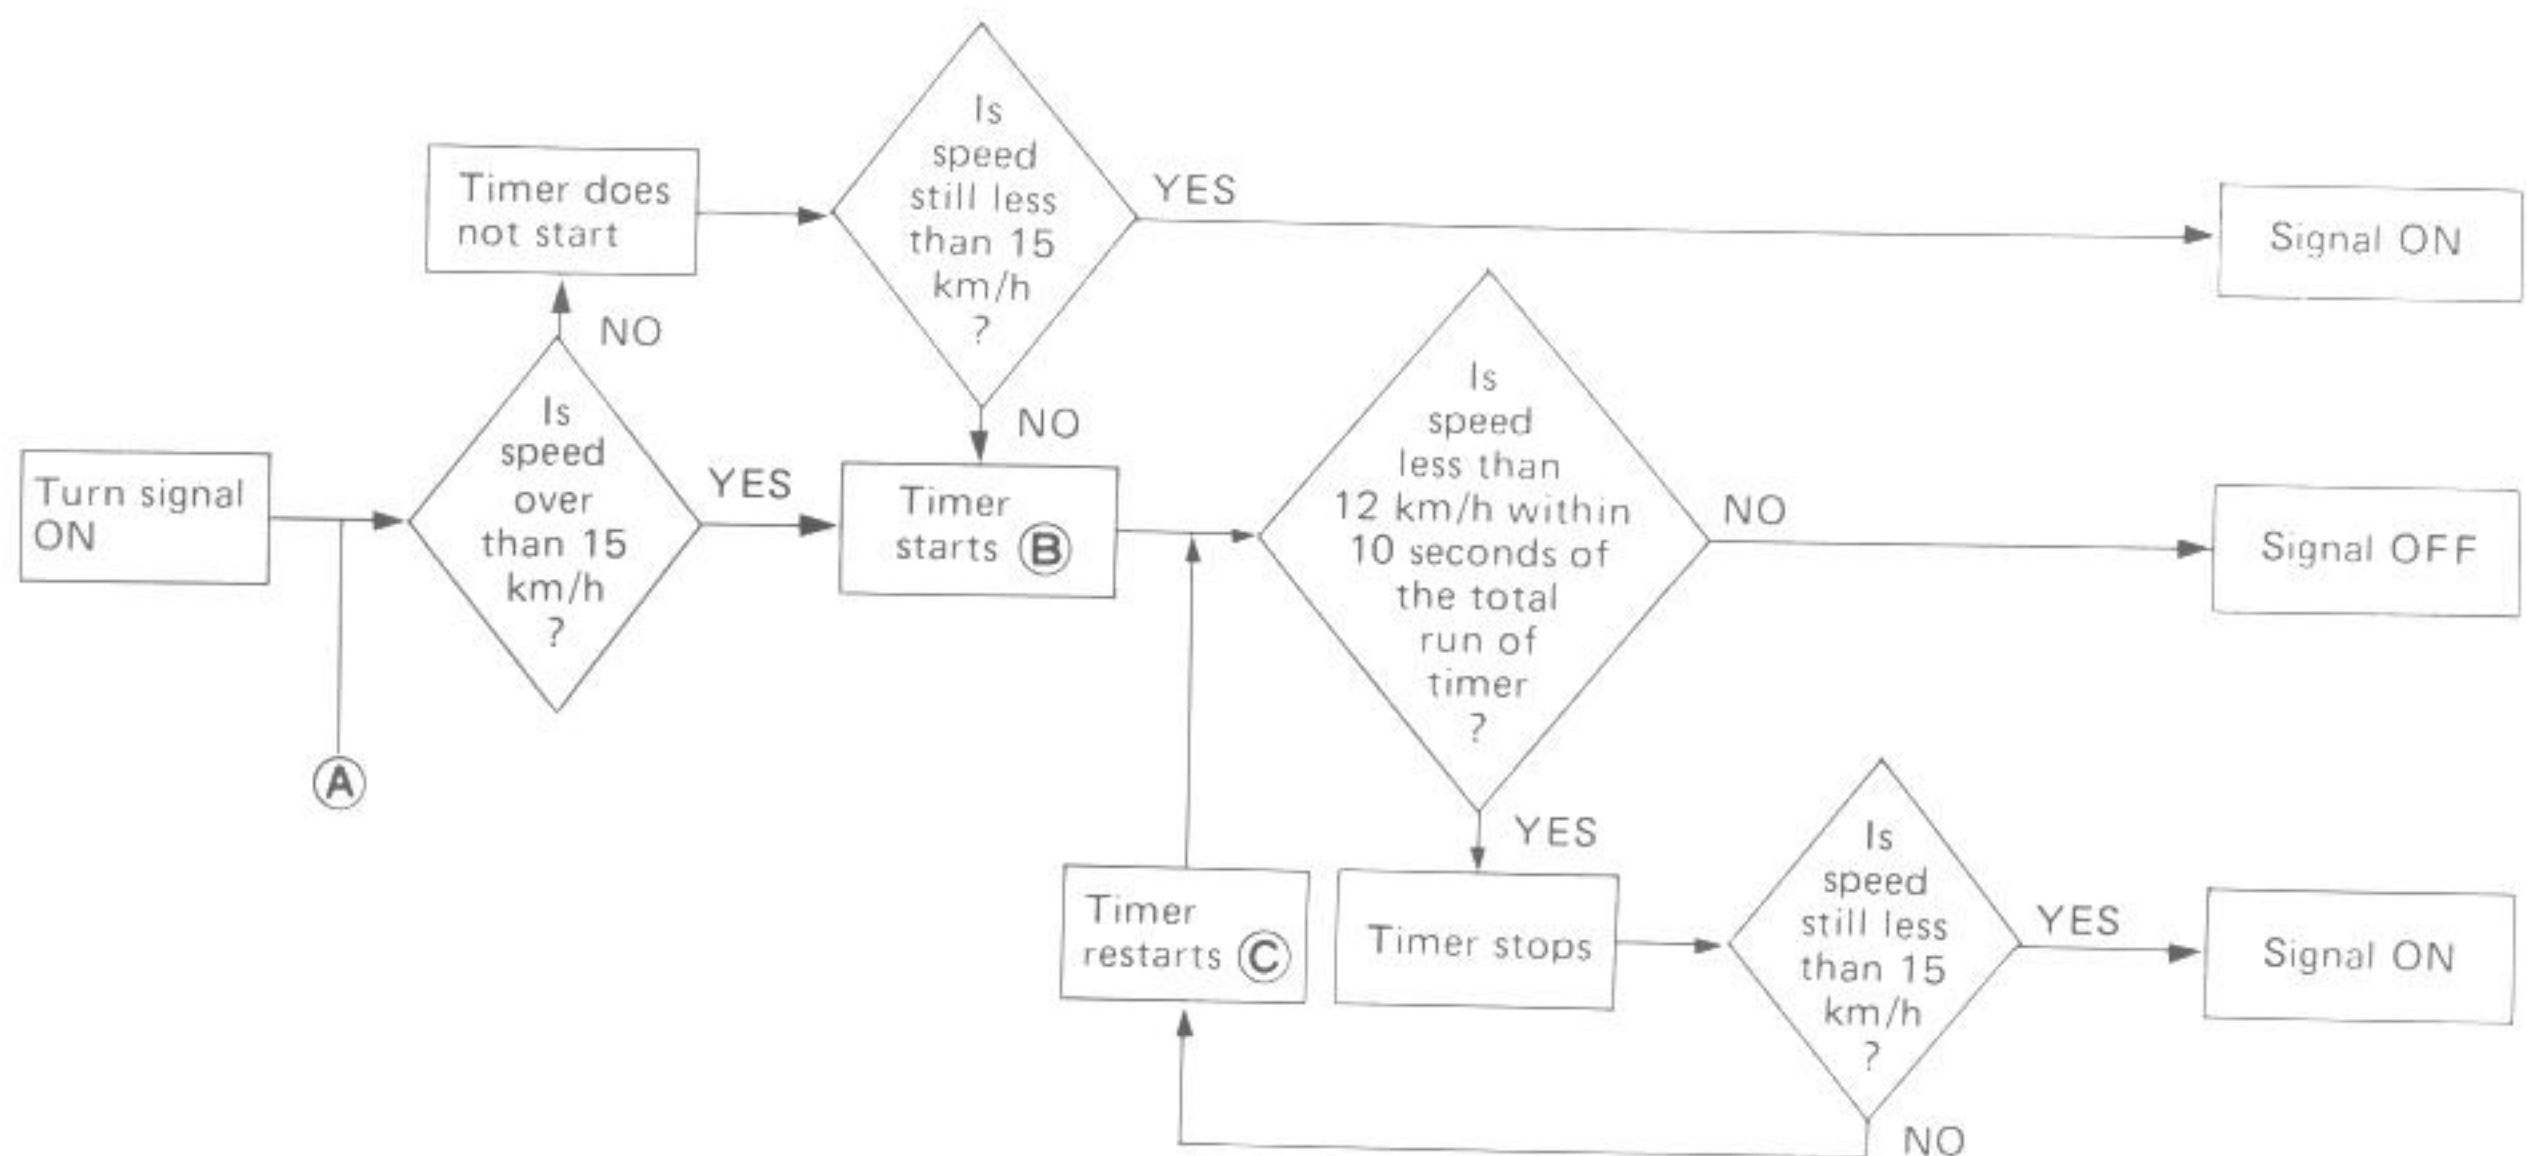 Is
speed
still less
than 15
km/h
?
YES
Signal ON
Timer does
not start
NO
Is
speed
over
than 15
km/h
?
NO
Turn signal
ON
YES
Timer
starts B
Is
speed
less than
12 km/h within
10 seconds of
the total
run of
timer
?
NO
Signal OFF
A
YES
Timer
restarts C
Timer stops
Is
speed
still less
than 15
km/h
?
YES
Signal ON
NO